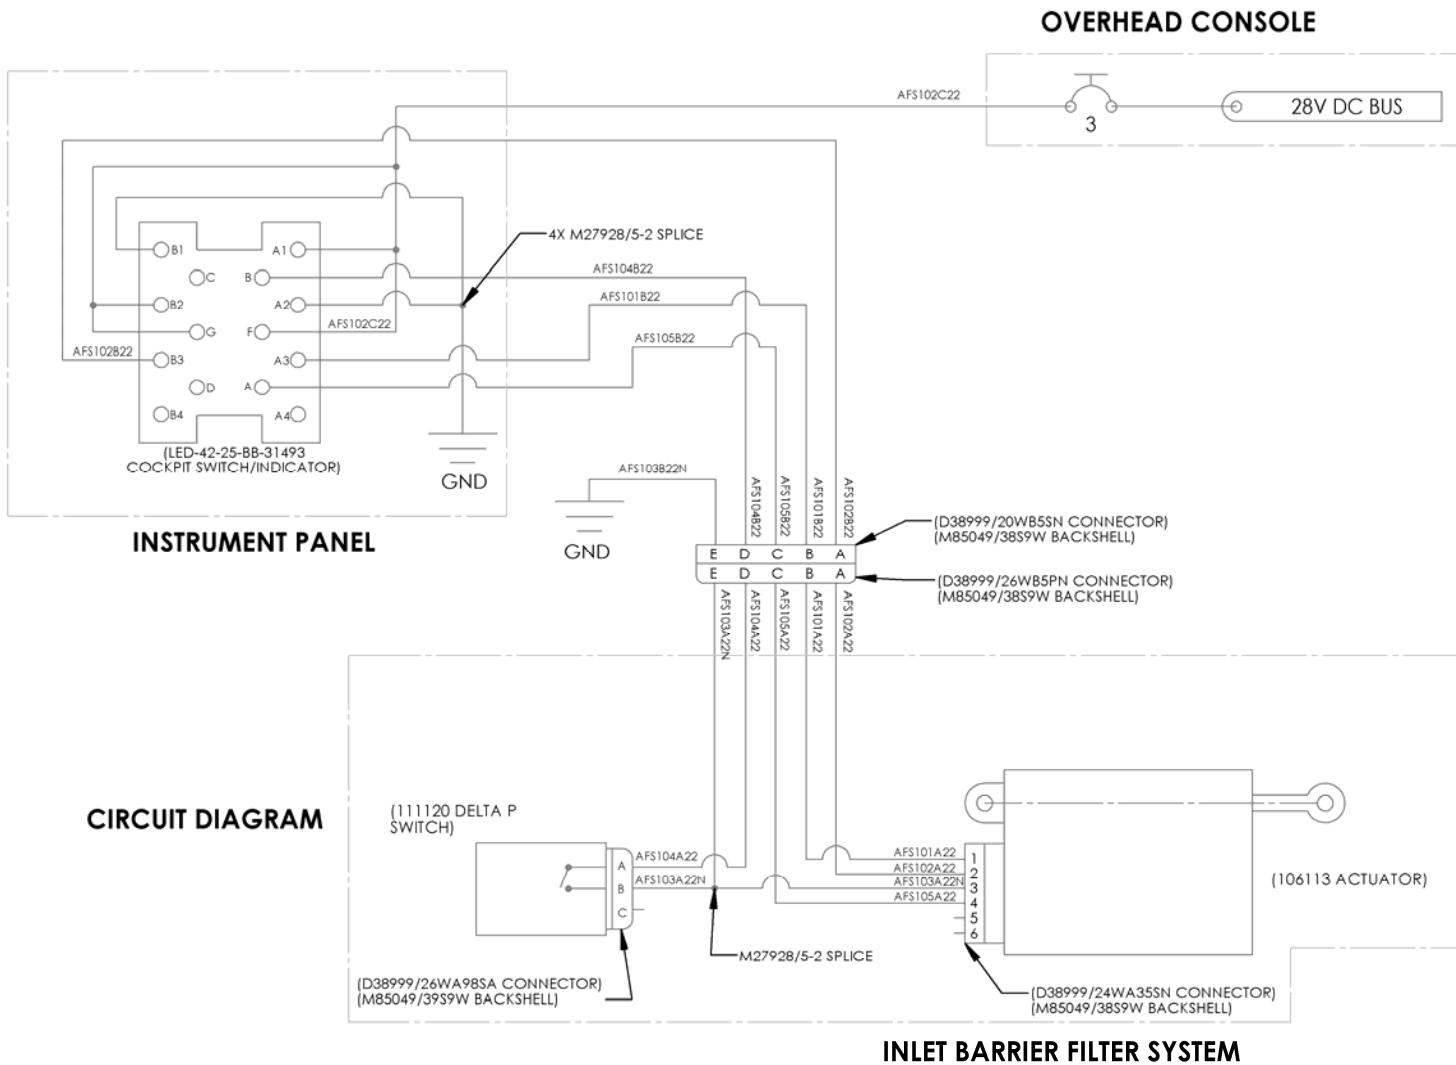 OVERHEAD CONSOLE
AFS102C22
3
28V DC BUS
4X M27928/5-2 SPLICE
B1
A1
C
B
AFS104B22
B2
A2
AFS101B22
G
F
AFS102C22
AFS105B22
AFS102B22
B3
A3
D
A
B4
A4
(LED-42-25-BB-31493
COCKPIT SWITCH/INDICATOR)
GND
INSTRUMENT PANEL
AFS103B22N
GND
AFS104B22
AFS105B22
AFS101B22
AFS102B22
(D38999/20WB5SN CONNECTOR)
(M85049/38S9W BACKSHELL)
E D C B A
E D C B A
(D38999/26WB5PN CONNECTOR)
(M85049/38S9W BACKSHELL)
AFS103A22N
AFS104A22
AFS105A22
AFS101A22
AFS102A22
CIRCUIT DIAGRAM
(111120 DELTA P
SWITCH)
A
AFS104A22
B
AFS103A22N
C
AFS101A22
1
AFS102A22
2
AFS103A22N
3
AFS105A22
4
5
6
(106113 ACTUATOR)
M27928/5-2 SPLICE
(D38999/26WA98SA CONNECTOR)
(M85049/39S9W BACKSHELL)
(D38999/24WA35SN CONNECTOR)
(M85049/38S9W BACKSHELL)
INLET BARRIER FILTER SYSTEM